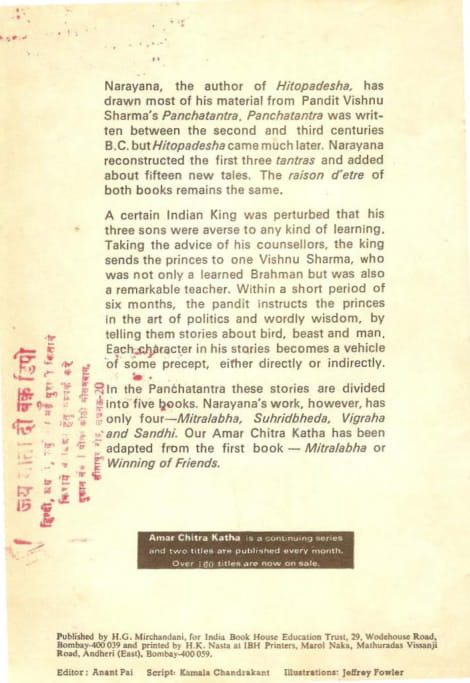 Narayana, the author of Hitopadesha, has
drawn most of his material from Pandit Vishnu
Sharma's Panchatantra. Panchatantra was writ-
ten between the second and third centuries
B.C. but Hitopadesha came much later. Narayana
reconstructed the first three tantras and added
about fifteen new tales. The raison d'etre of
both books remains the same.
A certain Indian King was perturbed that his
three sons were averse to any kind of learning.
Taking the advice of his counsellors, the king
sends the princes to one Vishnu Sharma, who
was not only a learned Brahman but was also
a remarkable teacher. Within a short period of
six months, the pandit instructs the princes
in the art of politics and wordly wisdom, by
telling them stories about bird, beast and man.
Each character in his stories becomes a vehicle
of some precept, either directly or indirectly.
In the Panchatantra these stories are divided
into five books. Narayana's work, however, has
only four—Mitralabha, Suhridbheda, Vigraha
and Sandhi. Our Amar Chitra Katha has been
adapted from the first book — Mitralabha or
Winning of Friends.
जय माता दी बुक डिपो
हिन्दी,
किराये
दुकान नं०
सीतापुर रोड, लखनऊ-20
Amar Chitra Katha is a continuing series
and two titles are published every month.
Over 160 titles are now on sale.
Published by H.G. Mirchandani, for India Book House Education Trust, 29, Wodehouse Road,
Bombay-400 039 and printed by H.K. Nasta at IBH Printers, Marol Naka, Mathuradas Vissanji
Road, Andheri (East), Bombay-400 059.
Editor : Anant Pai Script: Kamala Chandrakant Illustrations: Jeffrey Fowler